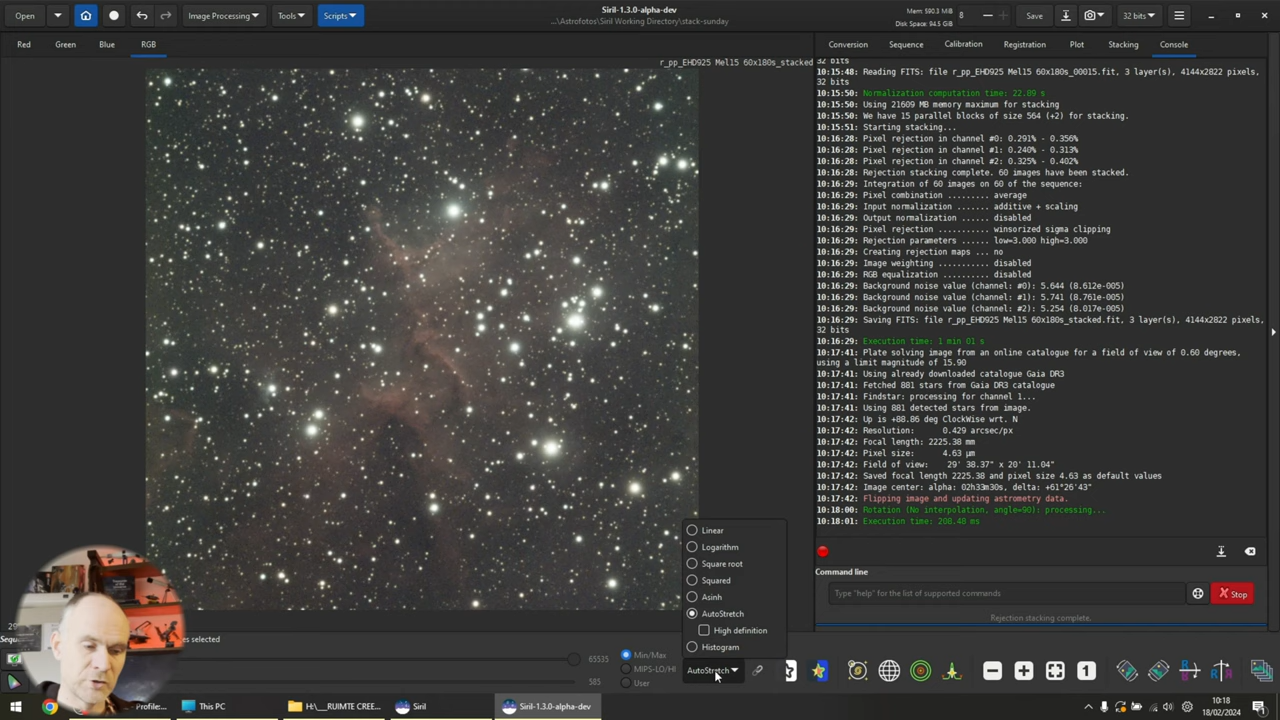 Open
Image Processing
Tools
Scripts
Siril-1.3.0-alpha-dev
...\Astrofotos\Siril Working Directory\stack-sunday
Mem: 590.3 MiB
Disk Space: 94.5 GiB
8
Save
32 bits
Red
Green
Blue
RGB
r_pp_EHD925 Mel15 60x180s_stacked
Conversion
Sequence
Calibration
Registration
Plot
Stacking
Console
32 bits
10:15:48: Reading FITS: file r_pp_EHD925 Mel15 60x180s_00015.fit, 3 layer(s), 4144x2822 pixels,
32 bits
10:15:50: Normalization computation time: 22.89 s
10:15:50: Using 21609 MB memory maximum for stacking
10:15:50: We have 15 parallel blocks of size 564 (+2) for stacking.
10:15:51: Starting stacking...
10:16:28: Pixel rejection in channel #0: 0.291% - 0.356%
10:16:28: Pixel rejection in channel #1: 0.240% - 0.313%
10:16:28: Pixel rejection in channel #2: 0.325% - 0.402%
10:16:28: Rejection stacking complete. 60 images have been stacked.
10:16:29: Integration of 60 images on 60 of the sequence:
10:16:29: Pixel combination ........ average
10:16:29: Input normalization ...... additive + scaling
10:16:29: Output normalization ...... disabled
10:16:29: Pixel rejection .......... winsorized sigma clipping
10:16:29: Rejection parameters ..... low=3.000 high=3.000
10:16:29: Creating rejection maps .. no
10:16:29: Image weighting .......... disabled
10:16:29: RGB equalization ......... disabled
10:16:29: Background noise value (channel: #0): 5.644 (8.612e-005)
10:16:29: Background noise value (channel: #1): 5.741 (8.761e-005)
10:16:29: Background noise value (channel: #2): 5.254 (8.017e-005)
10:16:29: Saving FITS: file r_pp_EHD925 Mel15 60x180s_stacked.fit, 3 layer(s), 4144x2822 pixels,
32 bits
10:16:29: Execution time: 1 min 01 s
10:17:41: Plate solving image from an online catalogue for a field of view of 0.60 degrees,
using a limit magnitude of 15.90
10:17:41: Using already downloaded catalogue Gaia DR3
10:17:41: Fetched 881 stars from Gaia DR3 catalogue
10:17:41: Findstar: processing for channel 1...
10:17:41: Using 881 detected stars from image.
10:17:42: Up is +88.86 deg ClockWise wrt. N
10:17:42: Resolution: 0.429 arcsec/px
10:17:42: Focal length: 2225.38 mm
10:17:42: Pixel size: 4.63 µm
10:17:42: Field of view: 29' 38.37" x 20' 11.04"
10:17:42: Saved focal length 2225.38 and pixel size 4.63 as default values
10:17:42: Image center: alpha: 02h33m30s, delta: +61°26'43"
10:17:42: Flipping image and updating astrometry data.
10:18:00: Rotation (No interpolation, angle=90): processing...
10:18:01: Execution time: 208.48 ms
Command line
Type "help" for the list of supported commands
Stop
Rejection stacking complete.
Linear
Logarithm
Square root
Squared
Asinh
AutoStretch
High definition
Histogram
selected
65535
585
Min/Max
MIPS-LO/HI
User
AutoStretch
1
Profile...
This PC
H:\__RUIMTE CREE...
Siril
Siril-1.3.0-alpha-dev
10:18
18/02/2024